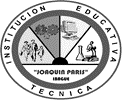 INSTITUCION EDUCATIVA
"JOAQUIN PARIS"
IBAGUE
TECNICA